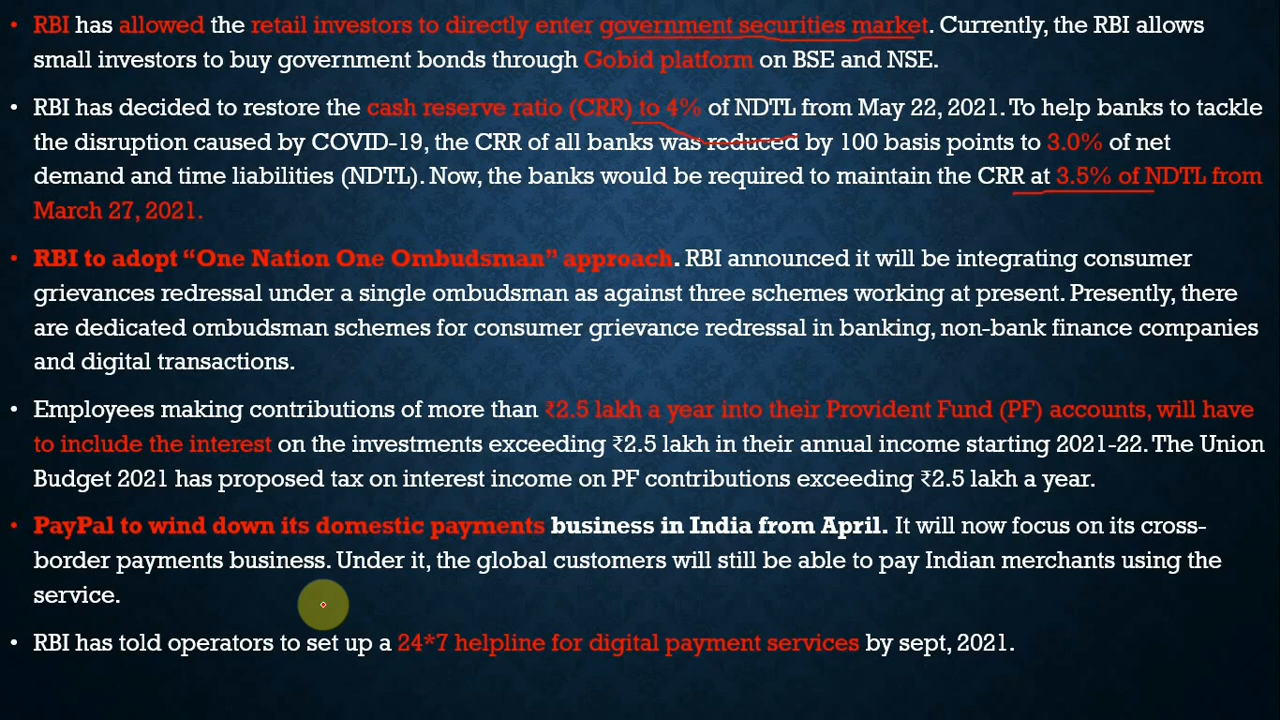 • RBI has allowed the retail investors to directly enter government securities market. Currently, the RBI allows
small investors to buy government bonds through Gobid platform on BSE and NSE.
• RBI has decided to restore the cash reserve ratio (CRR) to 4% of NDTL from May 22, 2021. To help banks to tackle
the disruption caused by COVID-19, the CRR of all banks was reduced by 100 basis points to 3.0% of net
demand and time liabilities (NDTL). Now, the banks would be required to maintain the CRR at 3.5% of NDTL from
March 27, 2021.
• RBI to adopt “One Nation One Ombudsman” approach. RBI announced it will be integrating consumer
grievances redressal under a single ombudsman as against three schemes working at present. Presently, there
are dedicated ombudsman schemes for consumer grievance redressal in banking, non-bank finance companies
and digital transactions.
• Employees making contributions of more than ₹2.5 lakh a year into their Provident Fund (PF) accounts, will have
to include the interest on the investments exceeding ₹2.5 lakh in their annual income starting 2021-22. The Union
Budget 2021 has proposed tax on interest income on PF contributions exceeding ₹2.5 lakh a year.
• PayPal to wind down its domestic payments business in India from April. It will now focus on its cross-
border payments business. Under it, the global customers will still be able to pay Indian merchants using the
service.
• RBI has told operators to set up a 24*7 helpline for digital payment services by sept, 2021.